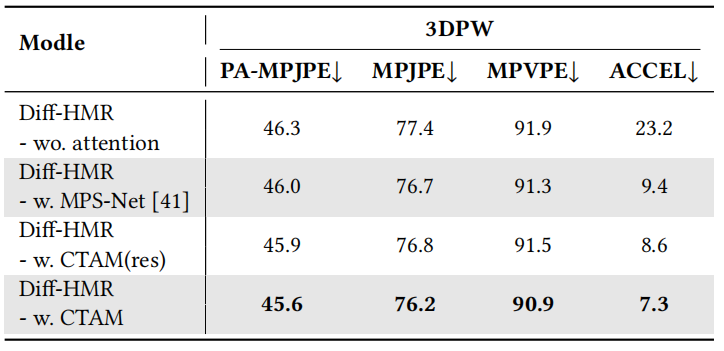 Modle 3DPW
PA-MPJPE↓ MPJPE↓ MPVPE↓ ACCEL↓
Diff-HMR
- wo. attention 46.3 77.4 91.9 23.2
Diff-HMR
- w. MPS-Net [41] 46.0 76.7 91.3 9.4
Diff-HMR
- w. CTAM(res) 45.9 76.8 91.5 8.6
Diff-HMR
- w. CTAM 45.6 76.2 90.9 7.3